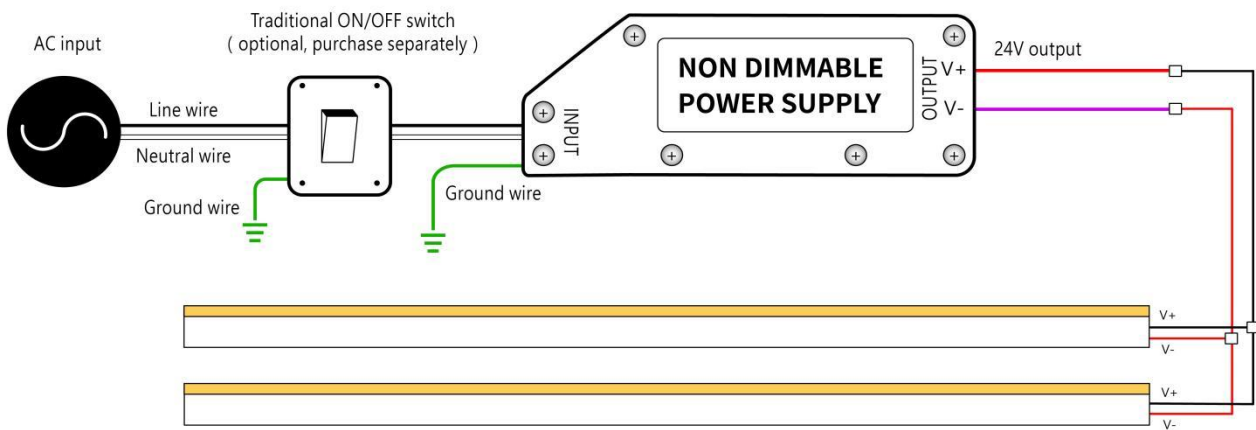 Traditional ON/OFF switch
( optional, purchase separately )
AC input
Line wire
Neutral wire
Ground wire
Ground wire
INPUT
NON DIMMABLE
POWER SUPPLY
OUTPUT
V+
V-
24V output
V+
V-
V+
V-